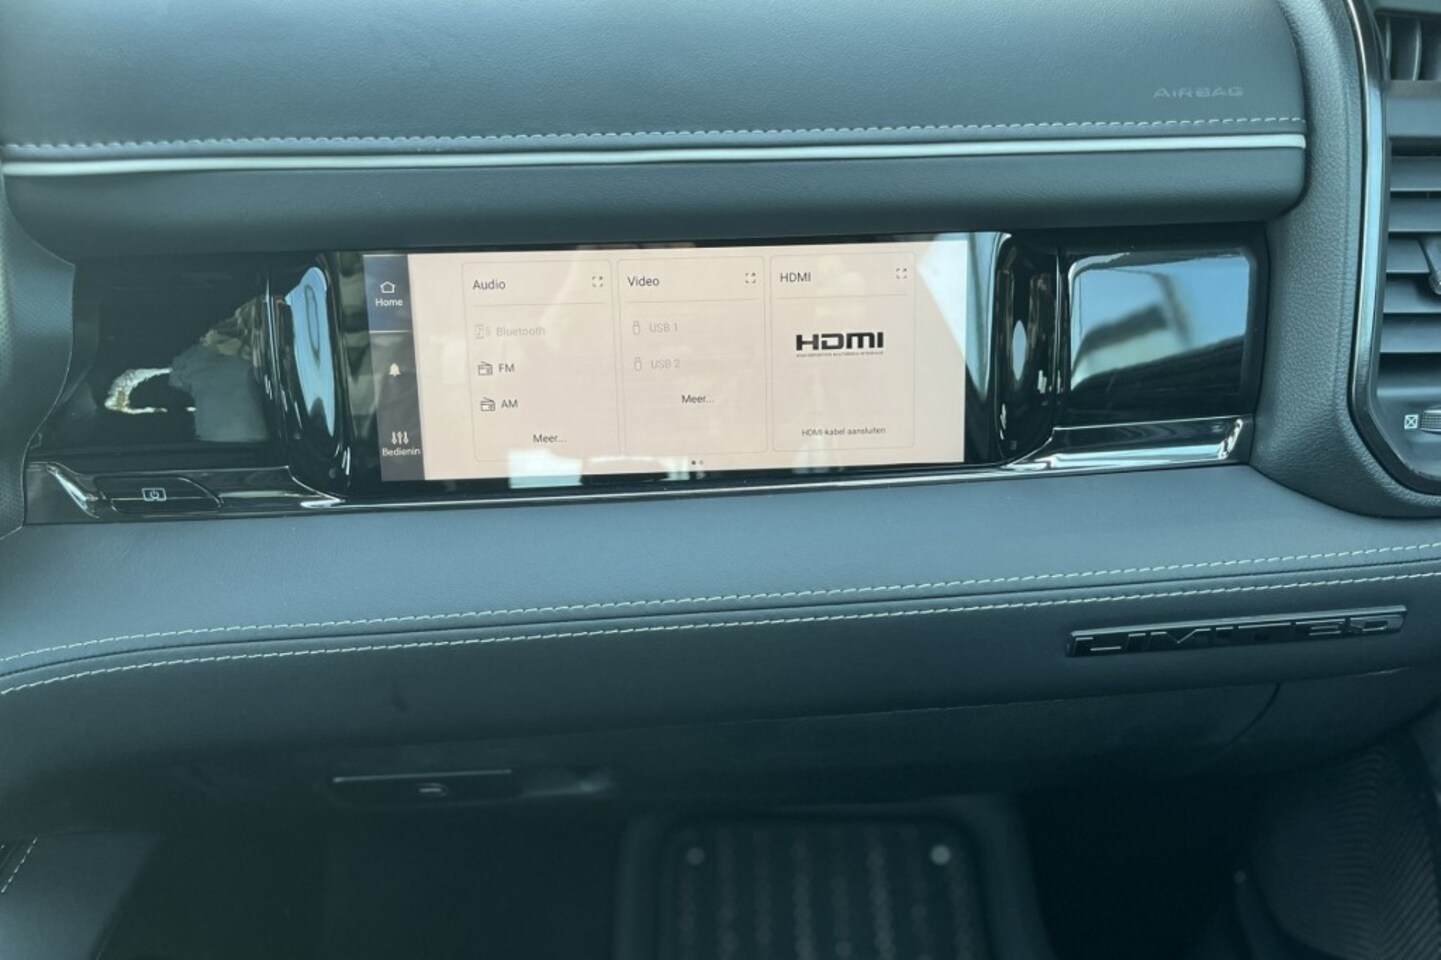 AIRBAG
Home
Bedienin
Audio
Bluetooth
FM
AM
Meer...
Video
USB 1
USB 2
Meer...
HDMI
HDMI
HDMI-kabel aansluiten
LIMITED